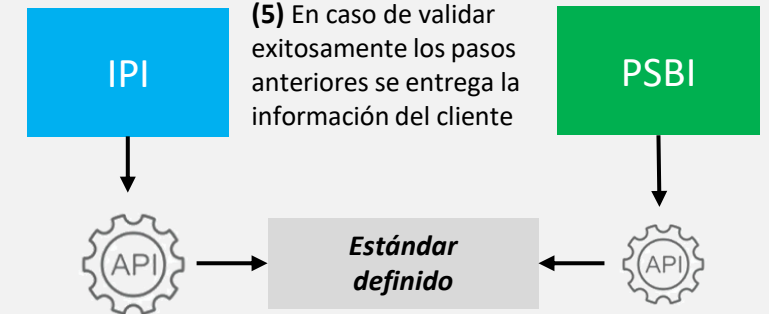 IPI
(5) En caso de validar
exitosamente los pasos
anteriores se entrega la
información del cliente
PSBI
API
Estándar
definido
API